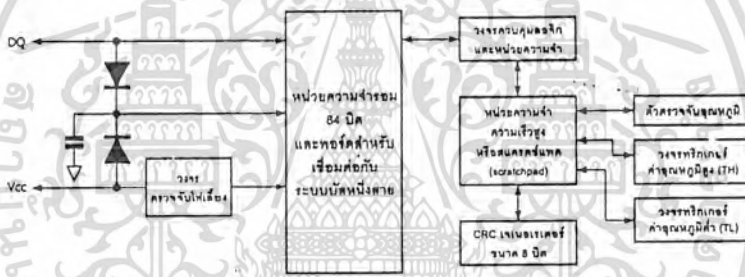 DQ
Vcc
วงจร
ตรวจจับไฟเลี้ยง
หน่วยความจำรอม
64 บิต
และพอร์ตสำหรับ
เชื่อมต่อกับ
ระบบบัสหนึ่งสาย
วงจรควบคุมลอจิก
และหน่วยความจำ
หน่วยความจำ
ความเร็วสูง
หรือสแครตช์แพด
(scratchpad)
CRC เจเนอเรเตอร์
ขนาด 8 บิต
ตัวตรวจจับอุณหภูมิ
วงจรทริกเกอร์
ค่าอุณหภูมิสูง (TH)
วงจรทริกเกอร์
ค่าอุณหภูมิต่ำ (TL)